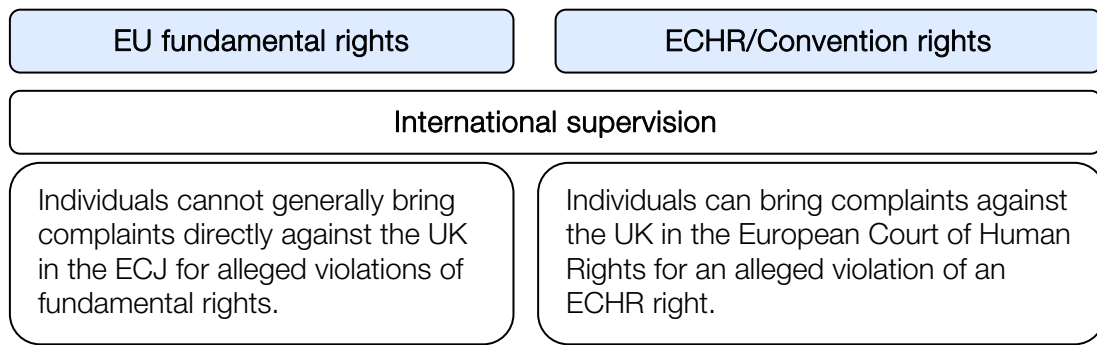 EU fundamental rights
ECHR/Convention rights
International supervision
Individuals cannot generally bring
complaints directly against the UK
in the ECJ for alleged violations of
fundamental rights.
Individuals can bring complaints against
the UK in the European Court of Human
Rights for an alleged violation of an
ECHR right.